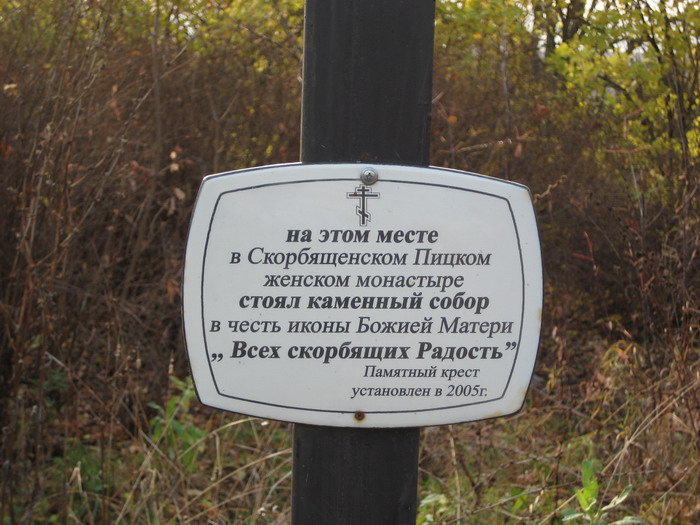 на этом месте
в Скорбященском Пицком
женском монастыре
стоял каменный собор
в честь иконы Божией Матери
„ Всех скорбящих Радость”
Памятный крест
установлен в 2005г.